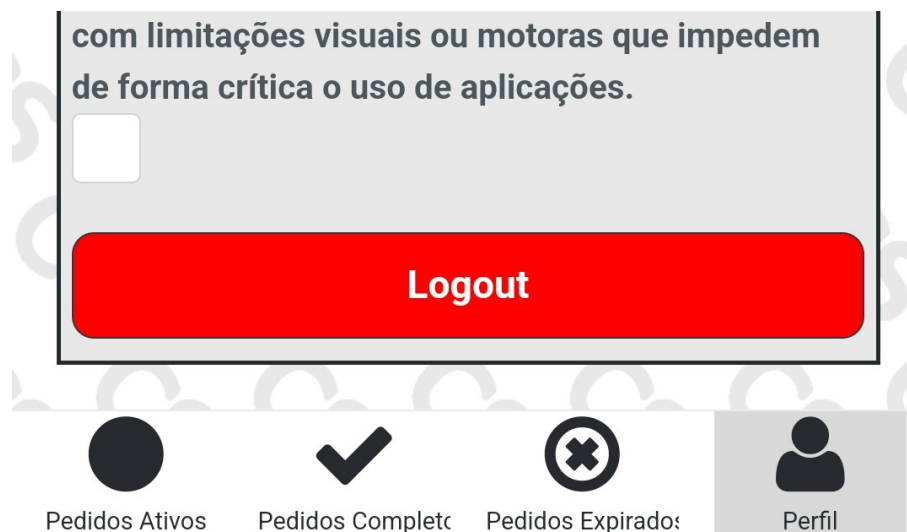 com limitações visuais ou motoras que impedem
de forma crítica o uso de aplicações.
Logout
Pedidos Ativos
Pedidos Completo
Pedidos Expirados
Perfil